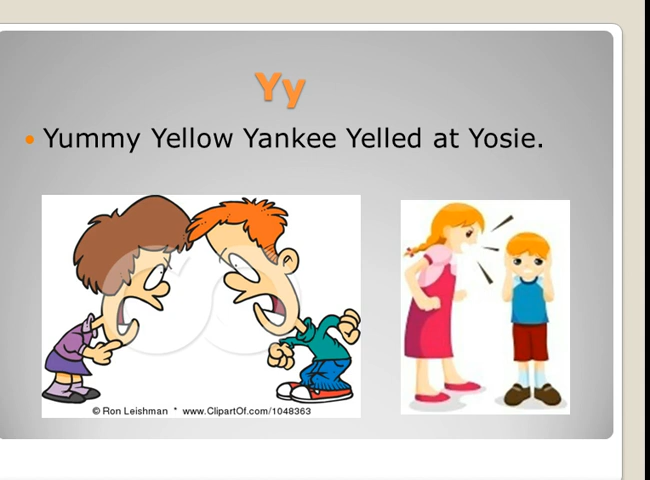 Yy
Yummy Yellow Yankee Yelled at Yosie.
© Ron Leishman * www.ClipartOf.com/1048363